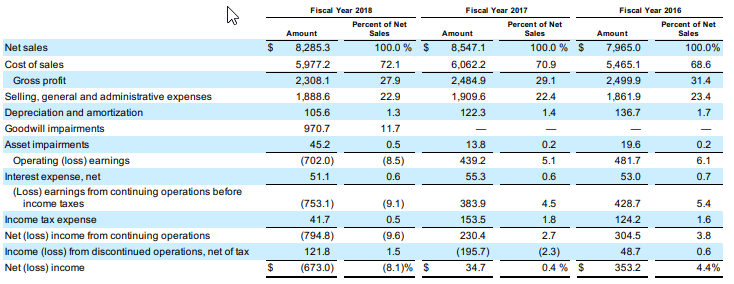 Fiscal Year 2018 Fiscal Year 2017 Fiscal Year 2016
Amount Percent of Net Sales Amount Percent of Net Sales Amount Percent of Net Sales
Net sales $ 8,285.3 100.0 % $ 8,547.1 100.0 % $ 7,965.0 100.0%
Cost of sales 5,977.2 72.1 6,062.2 70.9 5,465.1 68.6
Gross profit 2,308.1 27.9 2,484.9 29.1 2,499.9 31.4
Selling, general and administrative expenses 1,888.6 22.9 1,909.6 22.4 1,861.9 23.4
Depreciation and amortization 105.6 1.3 122.3 1.4 136.7 1.7
Goodwill impairments 970.7 11.7 — — — —
Asset impairments 45.2 0.5 13.8 0.2 19.6 0.2
Operating (loss) earnings (702.0) (8.5) 439.2 5.1 481.7 6.1
Interest expense, net 51.1 0.6 55.3 0.6 53.0 0.7
(Loss) earnings from continuing operations before
income taxes (753.1) (9.1) 383.9 4.5 428.7 5.4
Income tax expense 41.7 0.5 153.5 1.8 124.2 1.6
Net (loss) income from continuing operations (794.8) (9.6) 230.4 2.7 304.5 3.8
Income (loss) from discontinued operations, net of tax 121.8 1.5 (195.7) (2.3) 48.7 0.6
Net (loss) income $ (673.0) (8.1)% $ 34.7 0.4 % $ 353.2 4.4%